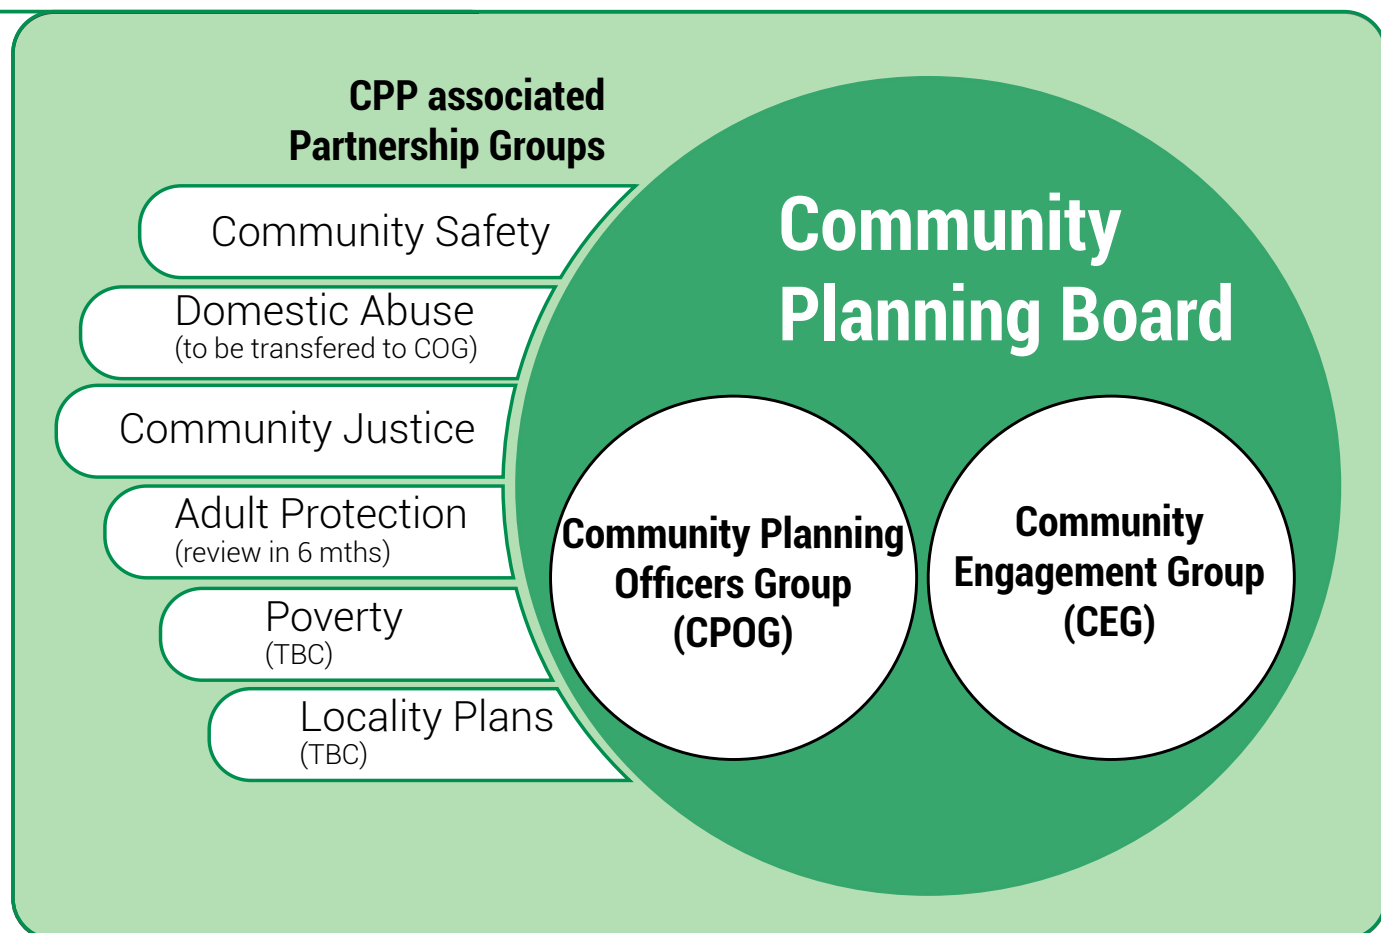 CPP associated
Partnership Groups
Community Safety
Domestic Abuse
(to be transfered to COG)
Community Justice
Adult Protection
(review in 6 mths)
Poverty
(TBC)
Locality Plans
(TBC)
Community
Planning Board
Community Planning
Officers Group
(CPOG)
Community
Engagement Group
(CEG)